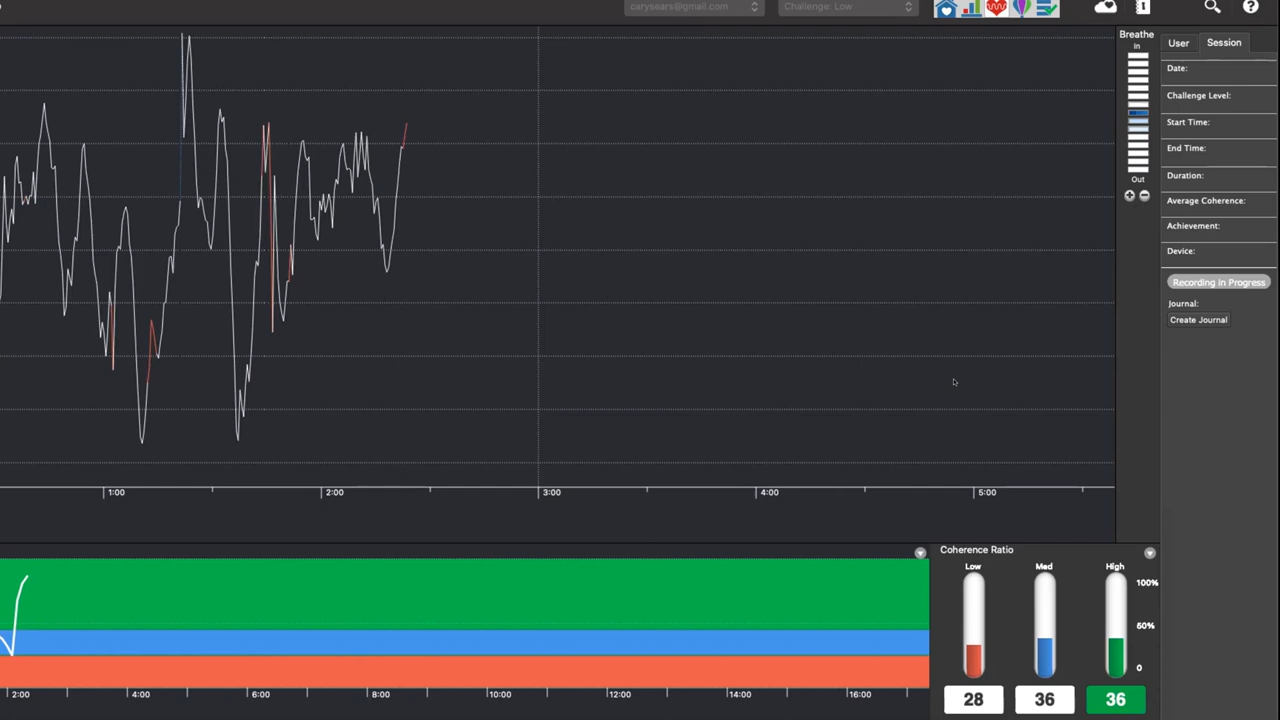 carysears@gmail.com
Challenge: Low
Breathe
In
Out
User
Session
Date:
Challenge Level:
Start Time:
End Time:
Duration:
Average Coherence:
Achievement:
Device:
Recording in Progress
Journal:
Create Journal
1:00
2:00
3:00
4:00
5:00
Coherence Ratio
Low
Med
High
100%
50%
0
28
36
36
2:00
4:00
6:00
8:00
10:00
12:00
14:00
16:00